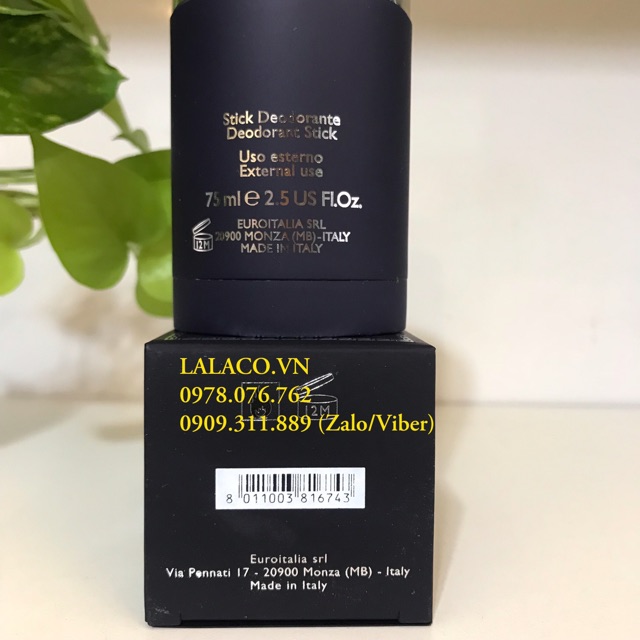 Stick Deodorante
Deodorant Stick
Uso esterno
External use
75 ml e 2.5 US Fl.Oz.
EUROITALIA SRL
12M 20900 MONZA (MB)-ITALY
MADE IN ITALY
LALACO.VN
0978.076.762
12M
0909.311.889 (Zalo/Viber)
8 011003 816743
Euroitalia srl
Via Pennati 17 - 20900 Monza (MB) - Italy
Made in Italy